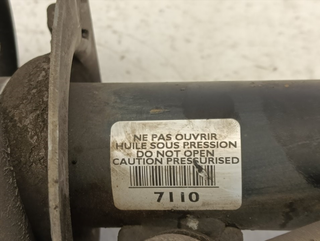 NE PAS OUVRIR
HUILE SOUS PRESSION
DO NOT OPEN
CAUTION PRESSURISED
7110